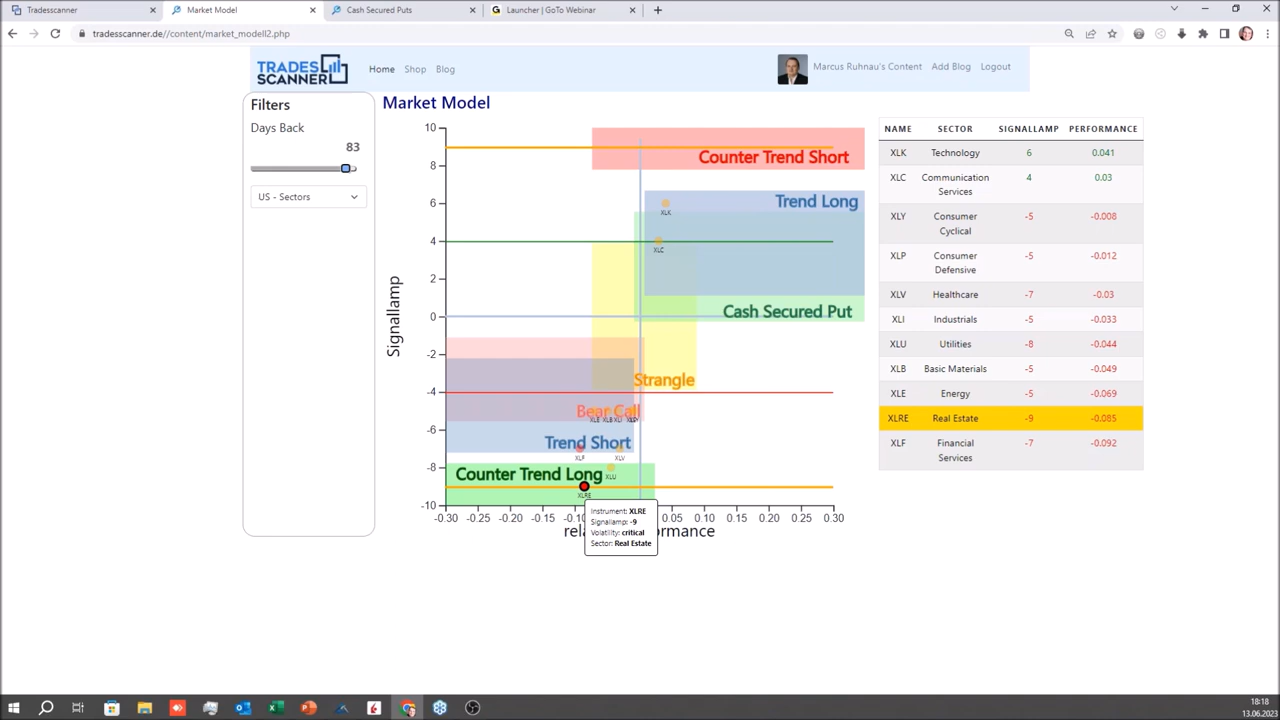 Tradesscanner
Market Model
Cash Secured Puts
Launcher | GoTo Webinar
tradesscanner.de//content/market_modell2.php
TRADES
SCANNER
Home
Shop
Blog
Marcus Ruhnau's Content
Add Blog
Logout
Filters
Days Back
83
US - Sectors
Market Model
10
8
6
4
2
0
-2
-4
-6
-8
-10
Signallamp
Counter Trend Short
Trend Long
XLK
XLC
Cash Secured Put
Strangle
Bear Call
XLE XLB XLI
Trend Short
XLF
XLV
Counter Trend Long
XLU
XLRE
-0.30 -0.25 -0.20 -0.15 0.05 0.10 0.15 0.20 0.25 0.30
Instrument: XLRE
Signallamp: -9
Volatility: critical
Sector: Real Estate
NAME SECTOR SIGNALLAMP PERFORMANCE
XLK Technology 6 0.041
XLC Communication Services 4 0.03
XLY Consumer Cyclical -5 -0.008
XLP Consumer Defensive -5 -0.012
XLV Healthcare -7 -0.03
XLI Industrials -5 -0.033
XLU Utilities -8 -0.044
XLB Basic Materials -5 -0.049
XLE Energy -5 -0.069
XLRE Real Estate -9 -0.085
XLF Financial Services -7 -0.092
18:18
13.06.2023